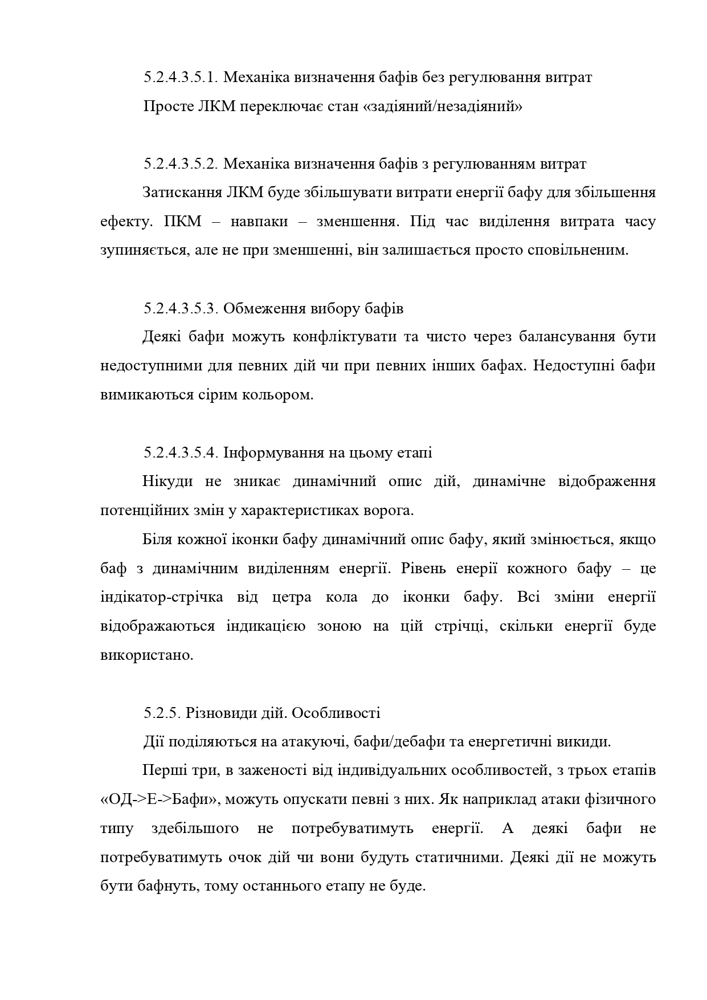 5.2.4.3.5.1. Механіка визначення бафів без регулювання витрат
Просте ЛКМ переключає стан «задіяний/незадіяний»
5.2.4.3.5.2. Механіка визначення бафів з регулюванням витрат
Затискання ЛКМ буде збільшувати витрати енергії бафу для збільшення
ефекту. ПКМ – навпаки – зменшення. Під час виділення витрата часу
зупиняється, але не при зменшенні, він залишається просто сповільненим.
5.2.4.3.5.3. Обмеження вибору бафів
Деякі бафи можуть конфліктувати та чисто через балансування бути
недоступними для певних дій чи при певних інших бафах. Недоступні бафи
вимикаються сірим кольором.
5.2.4.3.5.4. Інформування на цьому етапі
Нікуди не зникає динамічний опис дій, динамічне відображення
потенційних змін у характеристиках ворога.
Біля кожної іконки бафу динамічний опис бафу, який змінюється, якщо
баф з динамічним виділенням енергії. Рівень енерії кожного бафу – це
індікатор-стрічка від цетра кола до іконки бафу. Всі зміни енергії
відображаються індикацією зоною на цій стрічці, скільки енергії буде
використано.
5.2.5. Різновиди дій. Особливості
Дії поділяються на атакуючі, бафи/дебафи та енергетичні викиди.
Перші три, в заженості від індивідуальних особливостей, з трьох етапів
«ОД->Е->Бафи», можуть опускати певні з них. Як наприклад атаки фізичного
типу здебільшого не потребуватимуть енергії. А деякі бафи не
потребуватимуть очок дій чи вони будуть статичними. Деякі дії не можуть
бути бафнуть, тому останнього етапу не буде.